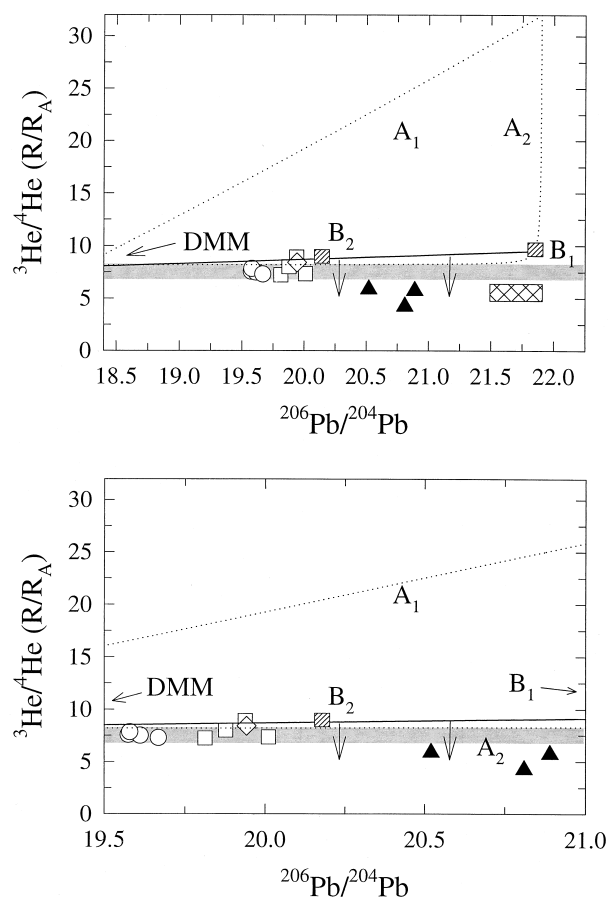 30
25
20
15
10
5
0
³He/⁴He (R/R_A)
A₁
A₂
DMM
B₂
B₁
18.5 19.0 19.5 20.0 20.5 21.0 21.5 22.0
²⁰⁶Pb/²⁰⁴Pb
30
25
20
15
10
5
0
³He/⁴He (R/R_A)
A₁
DMM
B₂
B₁
A₂
19.5 20.0 20.5 21.0
²⁰⁶Pb/²⁰⁴Pb